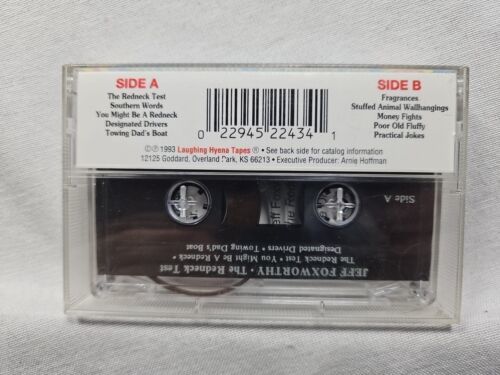 SIDE A
The Redneck Test
Southern Words
You Might Be A Redneck
Designated Drivers
Towing Dad's Boat
0 22945 22434 1
SIDE B
Fragrances
Stuffed Animal Wallhangings
Money Fights
Poor Old Fluffy
Practical Jokes
©℗ 1993 Laughing Hyena Tapes ® • See back side for catalog information
12125 Goddard, Overland Park, KS 66213 • Executive Producer: Arnie Hoffman
Side A
JEFF FOXWORTHY • The Redneck Test
The Redneck Test • You Might Be A Redneck •
Designated Drivers • Towing Dad's Boat